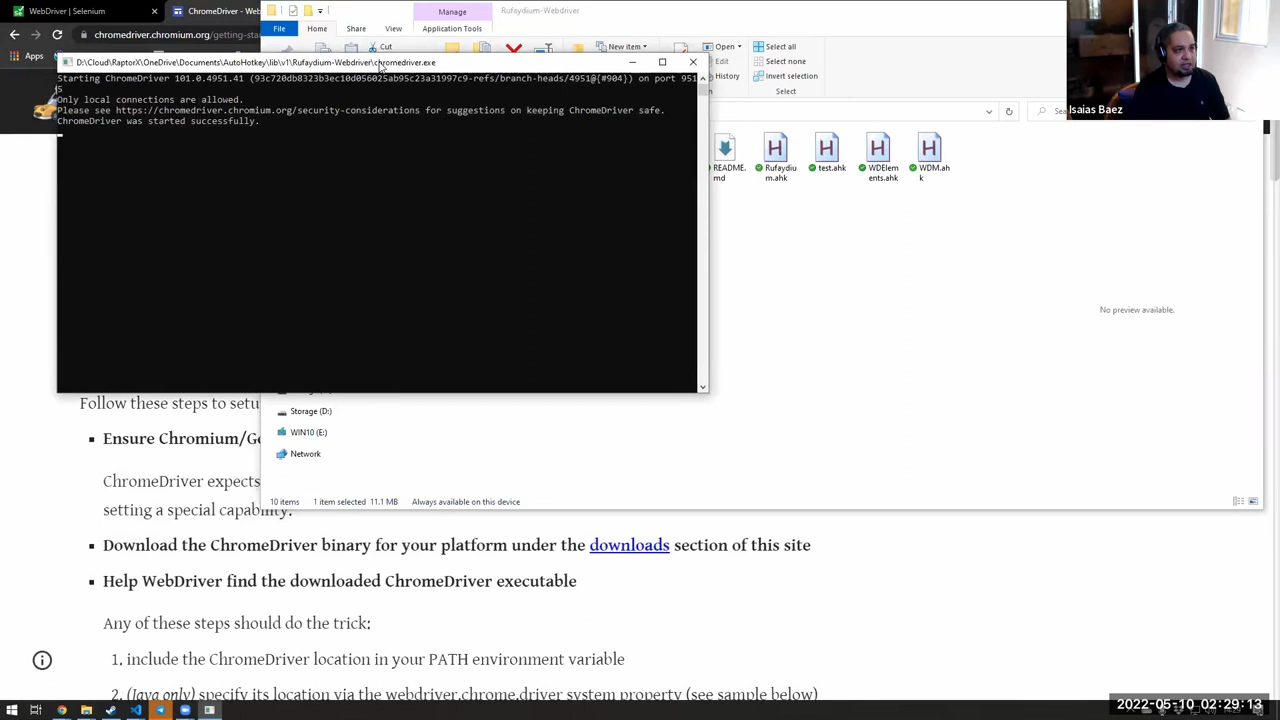 WebDriver | Selenium
ChromeDriver - Web
Manage
Rufaydium-Webdriver
chromedriver.chromium.org/getting-sta
File
Home
Share
View
Application Tools
Apps
Cut
New item
Open
Select all
Edit
Select none
History
Invert selection
Select
D:\Cloud\RaptorX\OneDrive\Documents\AutoHotkey\lib\v1\Rufaydium-Webdriver\chromedriver.exe
Starting ChromeDriver 101.0.4951.41 (93c720db8323b3ec10d056025ab95c23a31997c9-refs/branch-heads/4951@{#904}) on port 951
5
Only local connections are allowed.
Please see https://chromedriver.chromium.org/security-considerations for suggestions on keeping ChromeDriver safe.
ChromeDriver was started successfully.
Isaias Baez
README.
md
Rufaydiu
m.ahk
test.ahk
WDElem
ents.ahk
WDM.ah
k
No preview available.
Storage (D:)
WIN10 (E:)
Network
10 items
1 item selected
11.1 MB
Always available on this device
Follow these steps to setu
Ensure Chromium/Go
ChromeDriver expects
setting a special capability.
Download the ChromeDriver binary for your platform under the downloads section of this site
Help WebDriver find the downloaded ChromeDriver executable
Any of these steps should do the trick:
1. include the ChromeDriver location in your PATH environment variable
2. (Java only) specify its location via the webdriver.chrome.driver system property (see sample below)
2022-05-10 02:29:13